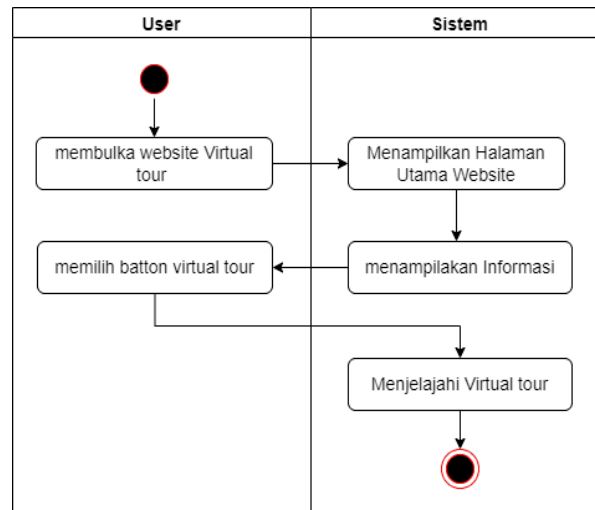 User
Sistem
membulka website Virtual
tour
Menampilkan Halaman
Utama Website
memilih batton virtual tour
menampilakan Informasi
Menjelajahi Virtual tour